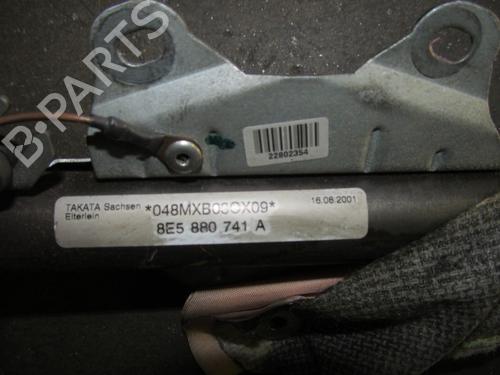 B-PARTS
22802354
TAKATA Sachsen
Elterlein
16.08.2001
8E5 880 741 A